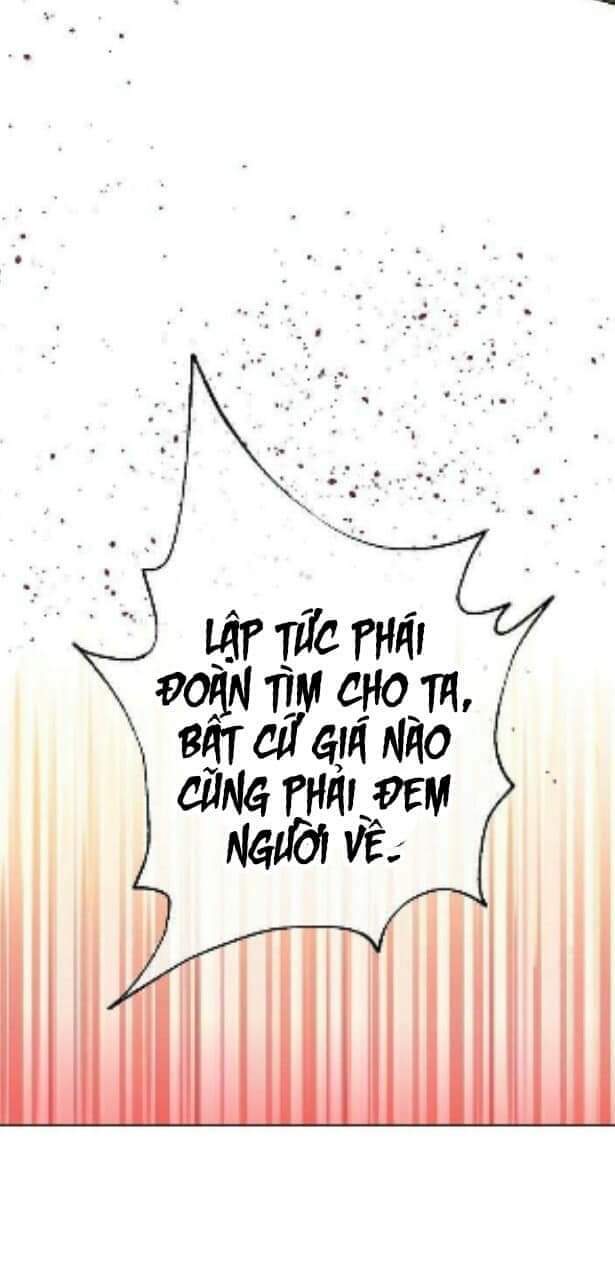 LẬP TỨC PHÁI
ĐOÀN TÌM CHO TA,
BẤT CỨ GIÁ NÀO
CŨNG PHẢI ĐEM
NGƯỜI VỀ.